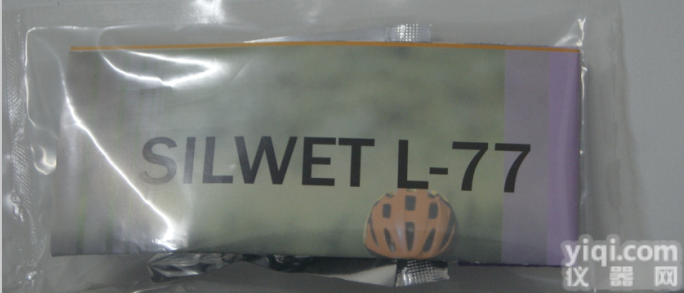 SILWET L-77
yiqi.com
仪器网